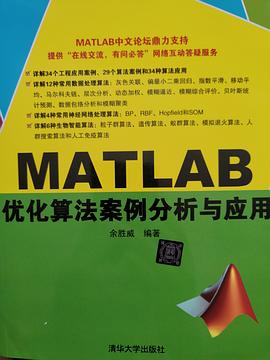 MATLAB中文论坛鼎力支持
提供“在线交流，有问必答”网络互动答疑服务
详解34个工程应用案例、29个算法案例和34种算法应用
详解12种常用数据处理算法：灰色关联、偏最小二乘回归、指数平滑、移动平
均、马尔科夫链、层次分析、动态加权、模糊逼近、模糊综合评价、贝叶斯统
计预测、数据包络分析和模糊聚类
详解4种常用神经网络处理算法：BP、RBF、Hopfield和SOM
详解6种生物智能算法：粒子群算法、遗传算法、蚁群算法、模拟退火算法、人
群搜索算法和人工免疫算法
MATLAB
优化算法案例分析与应用
余胜威 编著
清华大学出版社